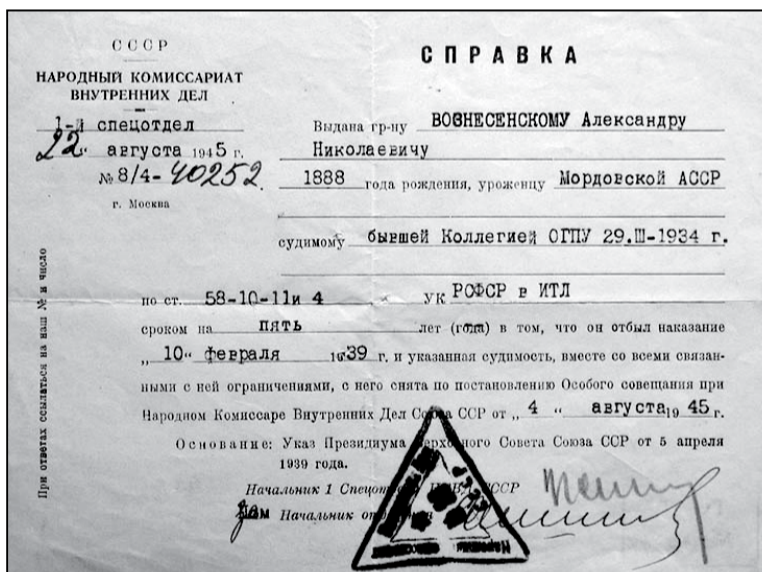 СССР
НАРОДНЫЙ КОМИССАРИАТ
ВНУТРЕННИХ ДЕЛ
1-й спецотдел
22 августа 1945 г.
№ 8/4-40252.
г. Москва
При ответах ссылаться на наш № и число
СПРАВКА
Выдана гр-ну ВОЗНЕСЕНСКОМУ Александру
Николаевичу
1888 года рождения, уроженцу Мордовской АССР
судимому бывшей Коллегией ОГПУ 29.III-1934 г.
по ст. 58-10-11и 4 УК РСФСР в ИТЛ
сроком на пять лет (года) в том, что он отбыл наказание
„10“ февраля 1939 г. и указанная судимость, вместе со всеми связан-
ными с ней ограничениями, с него снята по постановлению Особого совещания при
Народном Комиссаре Внутренних Дел Союза ССР от „4“ августа 1945 г.
Основание: Указ Президиума Верховного Совета Союза ССР от 5 апреля
1939 года.
Начальник 1 Спецотдела НКВД СССР
Зам Начальник